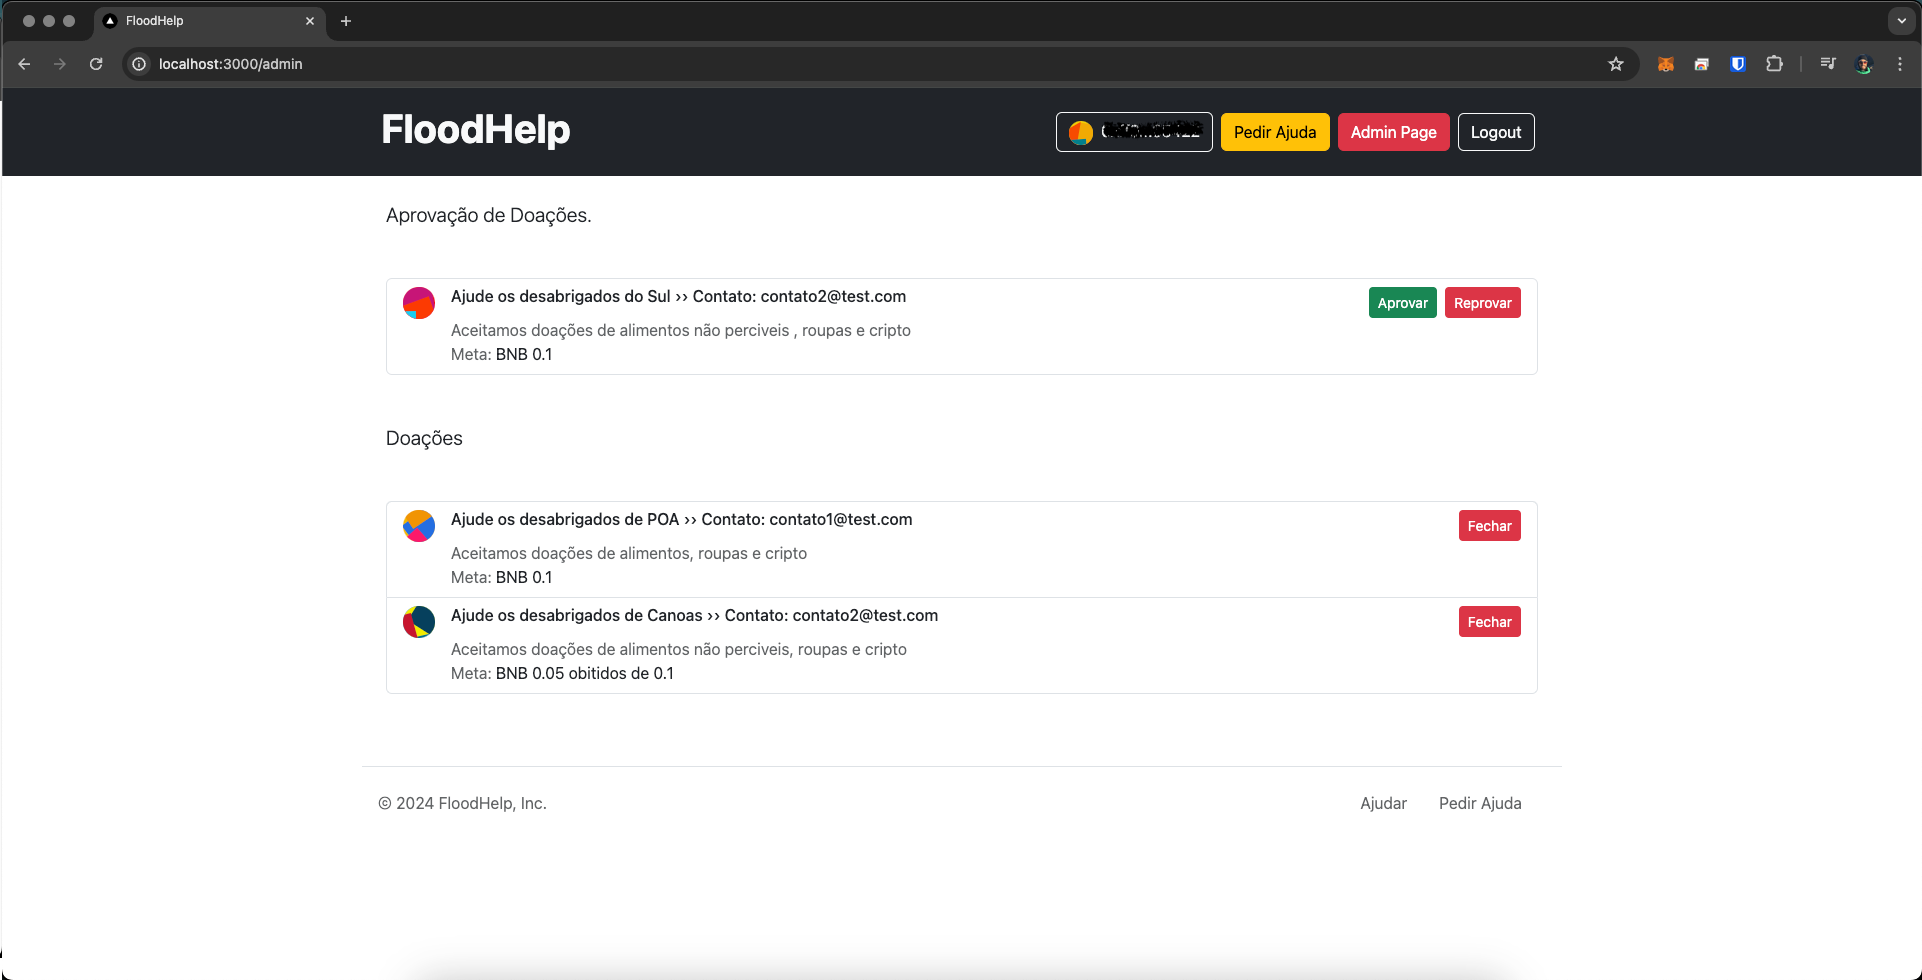 FloodHelp
localhost:3000/admin
FloodHelp
Pedir Ajuda
Admin Page
Logout
Aprovação de Doações.
Ajude os desabrigados do Sul ›› Contato: contato2@test.com
Aprovar
Reprovar
Aceitamos doações de alimentos não perciveis , roupas e cripto
Meta: BNB 0.1
Doações
Ajude os desabrigados de POA ›› Contato: contato1@test.com
Fechar
Aceitamos doações de alimentos, roupas e cripto
Meta: BNB 0.1
Ajude os desabrigados de Canoas ›› Contato: contato2@test.com
Fechar
Aceitamos doações de alimentos não perciveis, roupas e cripto
Meta: BNB 0.05 obitidos de 0.1
© 2024 FloodHelp, Inc.
Ajudar
Pedir Ajuda